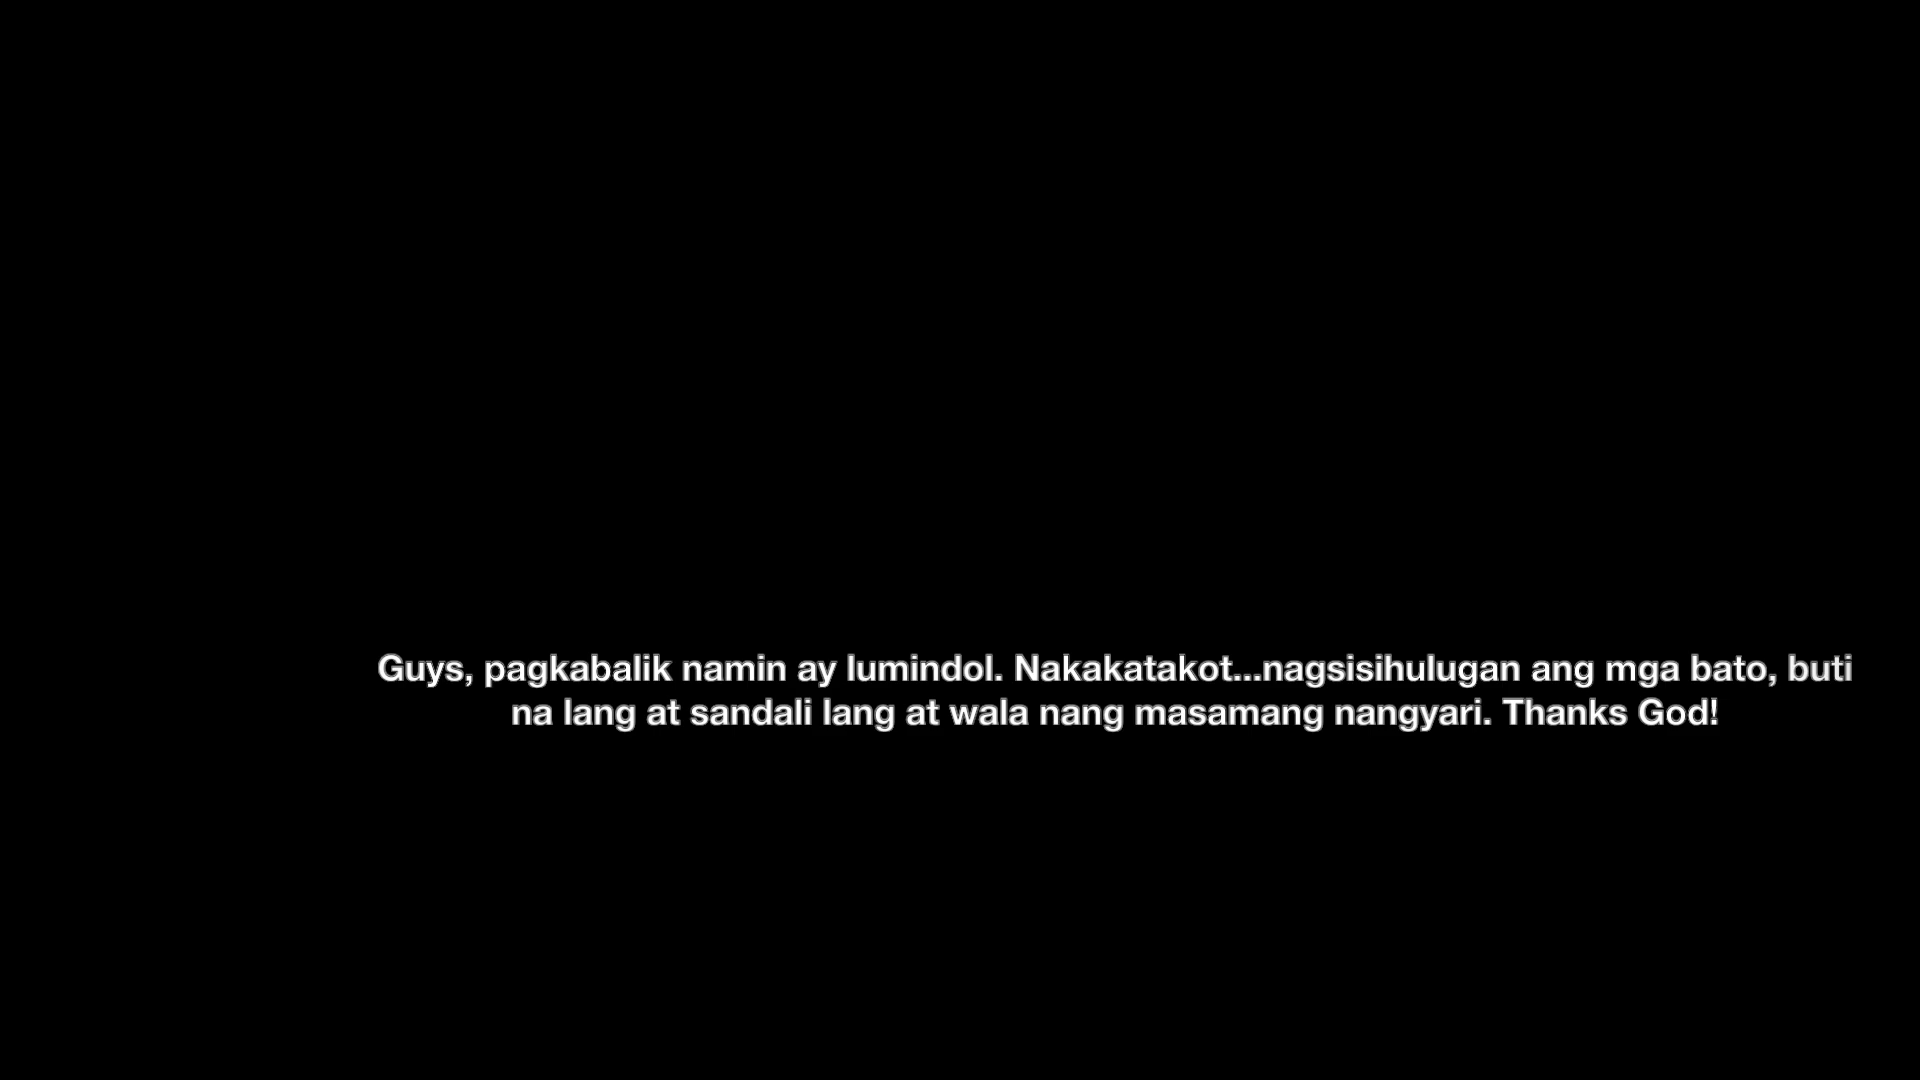 Guys, pagkabalik namin ay lumindol. Nakakatakot...nagsisihulugan ang mga bato, buti
na lang at sandali lang at wala nang masamang nangyari. Thanks God!